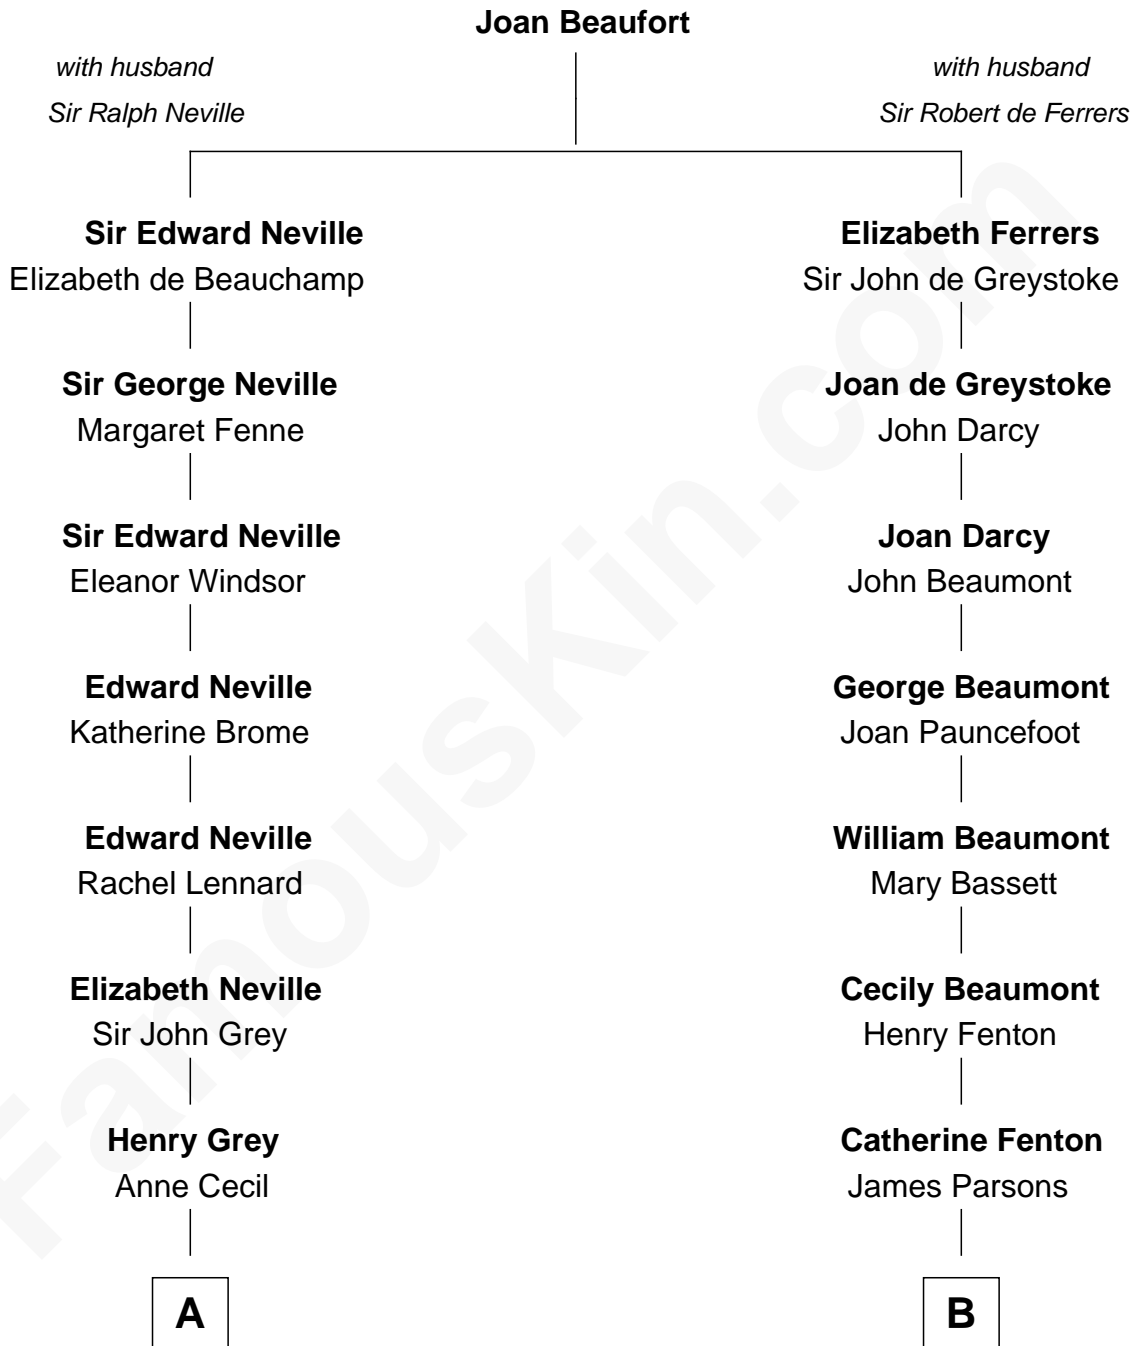 Joan Beaufort
with husband
Sir Ralph Neville
with husband
Sir Robert de Ferrers
Sir Edward Neville
Elizabeth de Beauchamp
Elizabeth Ferrers
Sir John de Greystoke
Sir George Neville
Margaret Fenne
Joan de Greystoke
John Darcy
Sir Edward Neville
Eleanor Windsor
Joan Darcy
John Beaumont
Edward Neville
Katherine Brome
George Beaumont
Joan Pauncefoot
Edward Neville
Rachel Lennard
William Beaumont
Mary Bassett
Elizabeth Neville
Sir John Grey
Cecily Beaumont
Henry Fenton
Henry Grey
Anne Cecil
Catherine Fenton
James Parsons
A
B
FamousKin.com